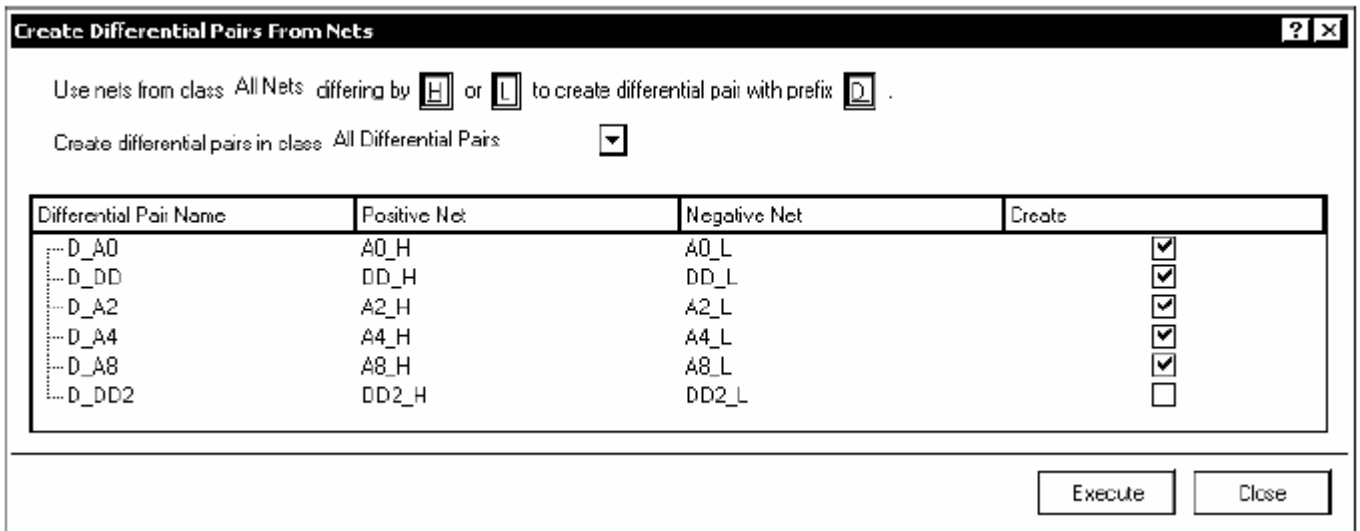 Create Differential Pairs From Nets
Use nets from class All Nets differing by H or L to create differential pair with prefix D .
Create differential pairs in class All Differential Pairs
Differential Pair Name Positive Net Negative Net Create
D_A0 A0_H A0_L
D_DD DD_H DD_L
D_A2 A2_H A2_L
D_A4 A4_H A4_L
D_A8 A8_H A8_L
D_DD2 DD2_H DD2_L
Execute Close